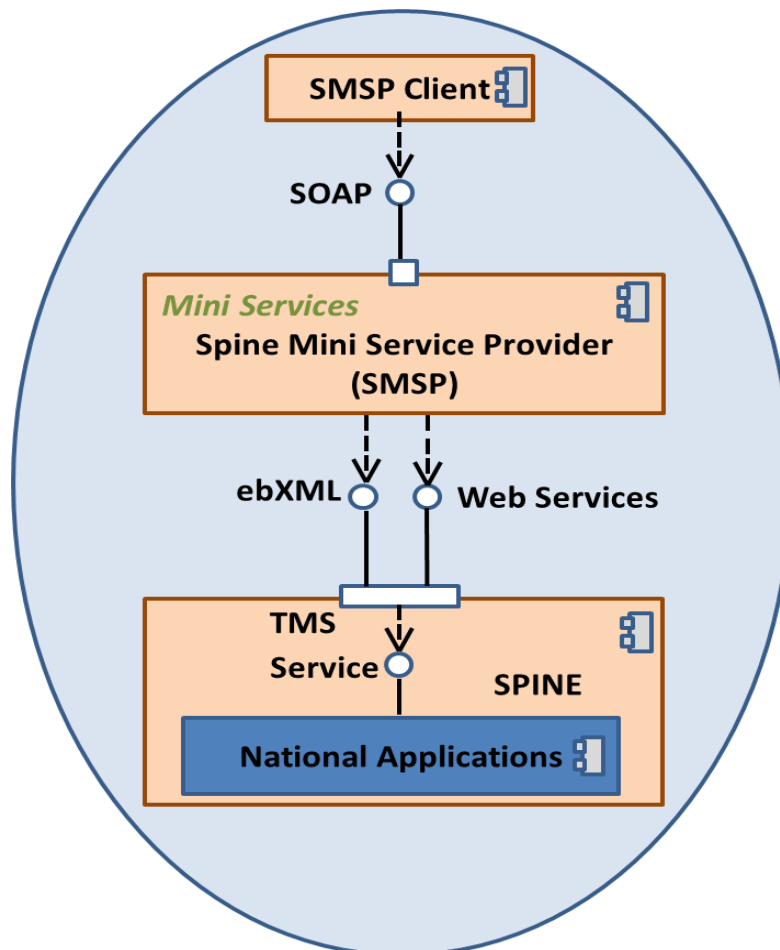 SMSP Client
SOAP
Mini Services
Spine Mini Service Provider
(SMSP)
ebXML
Web Services
TMS
Service
SPINE
National Applications